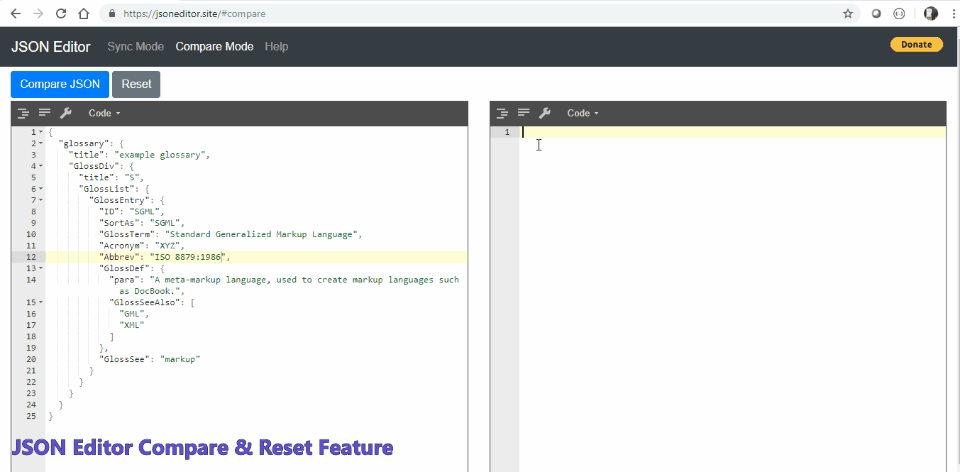 https://jsoneditor.site/#compare
JSON Editor Sync Mode Compare Mode Help Donate
Compare JSON Reset
Code
Code
1 {
2 "glossary": {
3 "title": "example glossary",
4 "GlossDiv": {
5 "title": "S",
6 "GlossList": {
7 "GlossEntry": {
8 "ID": "SGML",
9 "SortAs": "SGML",
10 "GlossTerm": "Standard Generalized Markup Language",
11 "Acronym": "XYZ",
12 "Abbrev": "ISO 8879:1986",
13 "GlossDef": {
14 "para": "A meta-markup language, used to create markup languages such
as DocBook.",
15 "GlossSeeAlso": [
16 "GML",
17 "XML"
18 ]
19 },
20 "GlossSee": "markup"
21 }
22 }
23 }
24 }
25 }
1
JSON Editor Compare & Reset Feature